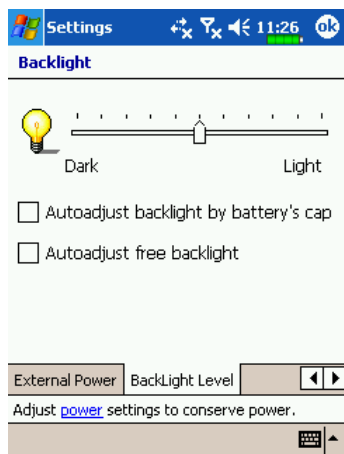 Settings 11:26 ok
Backlight
Dark Light
Autoadjust backlight by battery's cap
Autoadjust free backlight
External Power BackLight Level
Adjust power settings to conserve power.